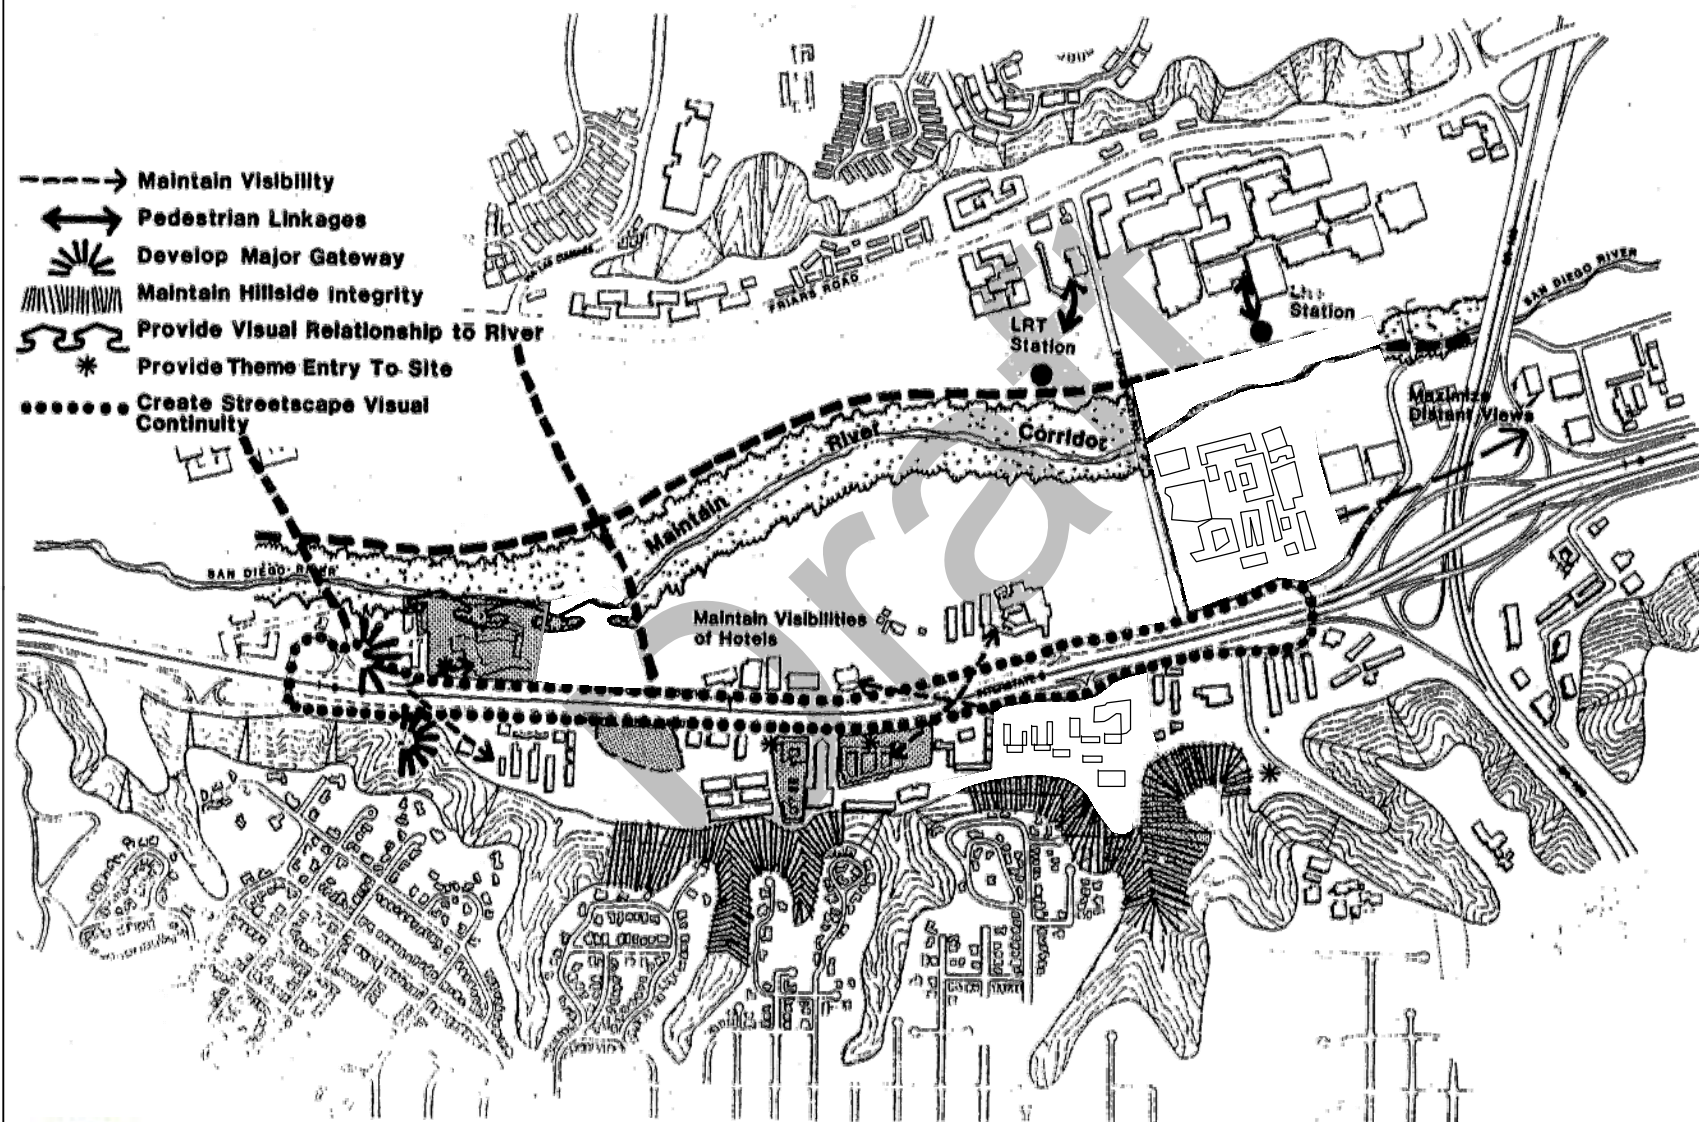 Maintain Visibility
Pedestrian Linkages
Develop Major Gateway
Maintain Hillside Integrity
Provide Visual Relationship to River
Provide Theme Entry To Site
Create Streetscape Visual
Continuity
FRIARS ROAD
SAN DIEGO RIVER
LRT
Station
Station
Maximize
Distant Views
Maintain River Corridor
SAN DIEGO RIVER
Maintain Visibilities
of Hotels
INTERSTATE 8
Draft